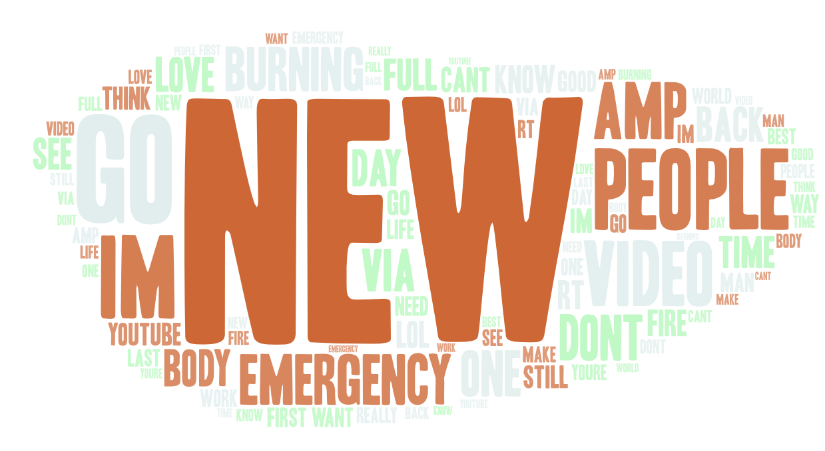 WANT EMERGENCY
PEOPLE FIRST BURNING REALLY
LOVE LOVE FULL FULL CANT YOUTUBE KNOW GOOD AMP BURNING
THINK BACK
FULL NEW WAY LOL VIA AMP IM WORLD VIDEO
VIDEO GO NEW RT BACK MAN
SEE BEST
STILL DAY LOVE PEOPLE GOOD
LAST PEOPLE
VIA GO DAY THINK
WAY
DONT LIFE IM GO DAY TIME
AMP
LIFE IM VIA NEED VIDEO TIME BODY
ONE ONE MAN CANT
NEED RT MAKE
YOUTUBE NEW FIRE LOL BEST SEE DONT FIRE CANT
LAST BODY EMERGENCY WORK MAKE DONT
YOURE EMERGENCY ONE STILL YOURE WORLD
WORK YOUTUBE
TIME KNOW FIRST WANT REALLY BACK KNOW